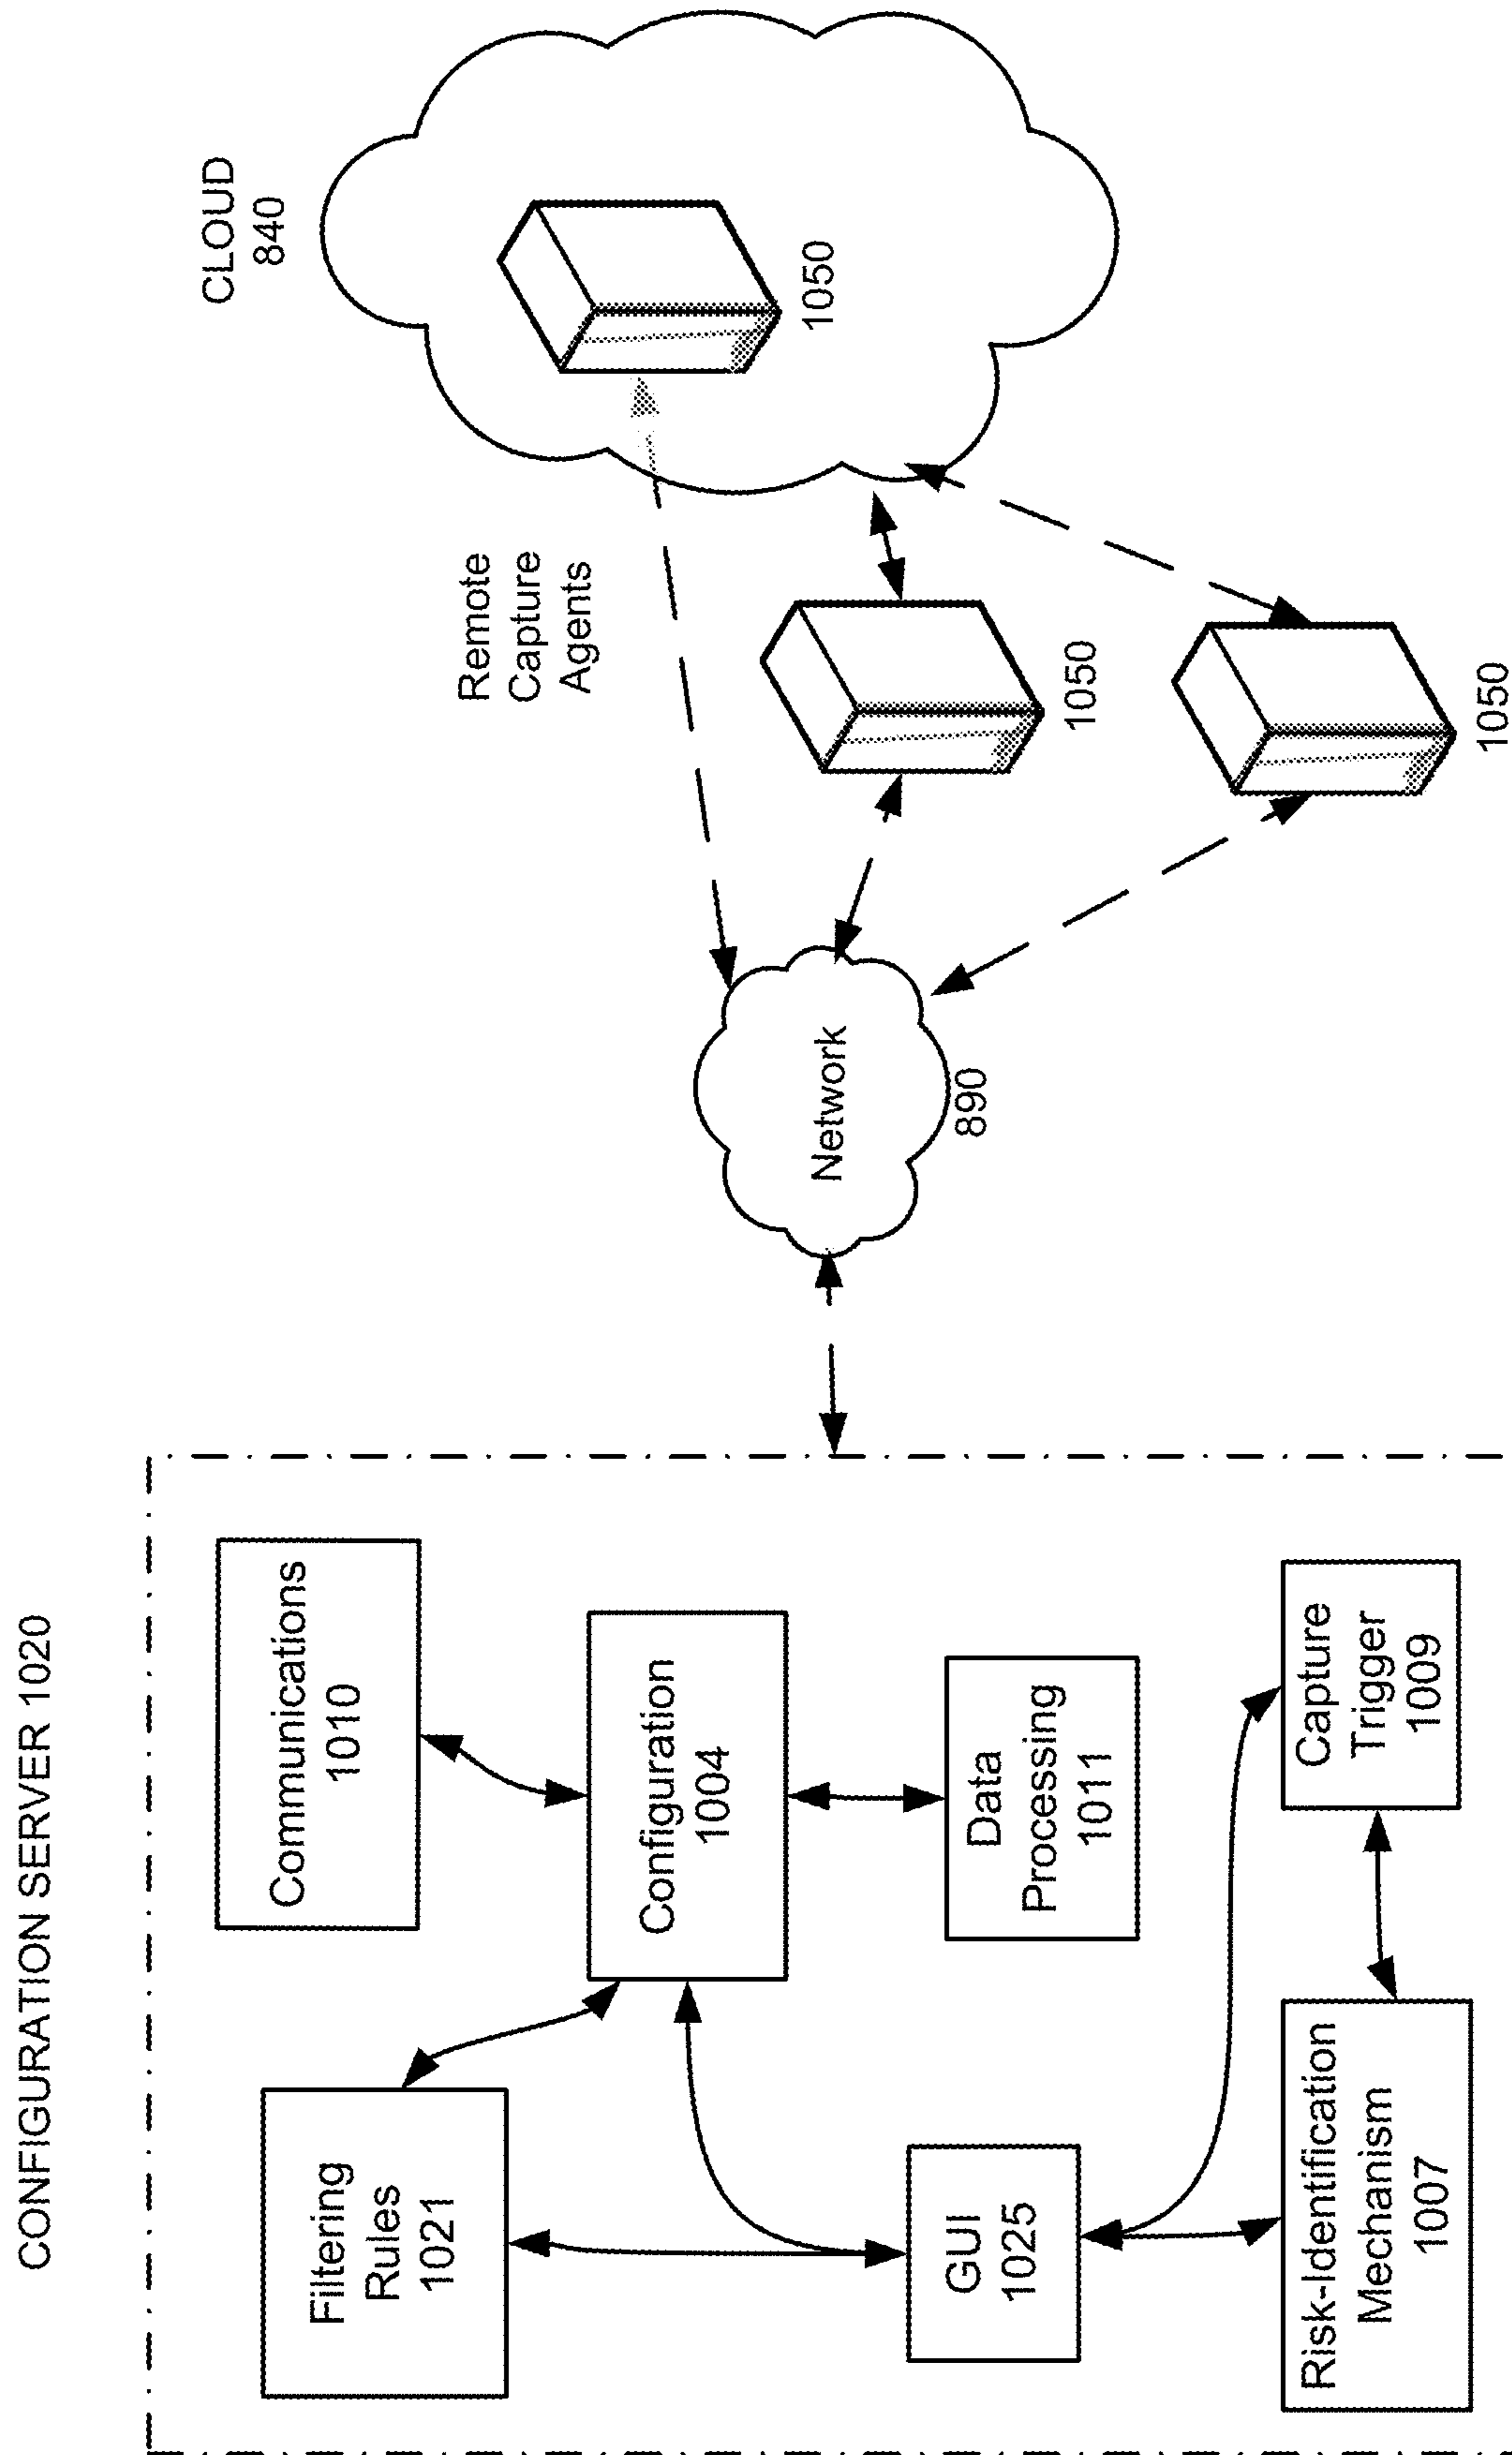 CONFIGURATION SERVER 1020
Communications
1010
Filtering
Rules
1021
Configuration
1004
GUI
1025
Data
Processing
1011
Risk-Identification
Mechanism
1007
Capture
Trigger
1009
Network
890
Remote
Capture
Agents
CLOUD
840
1050
1050
1050